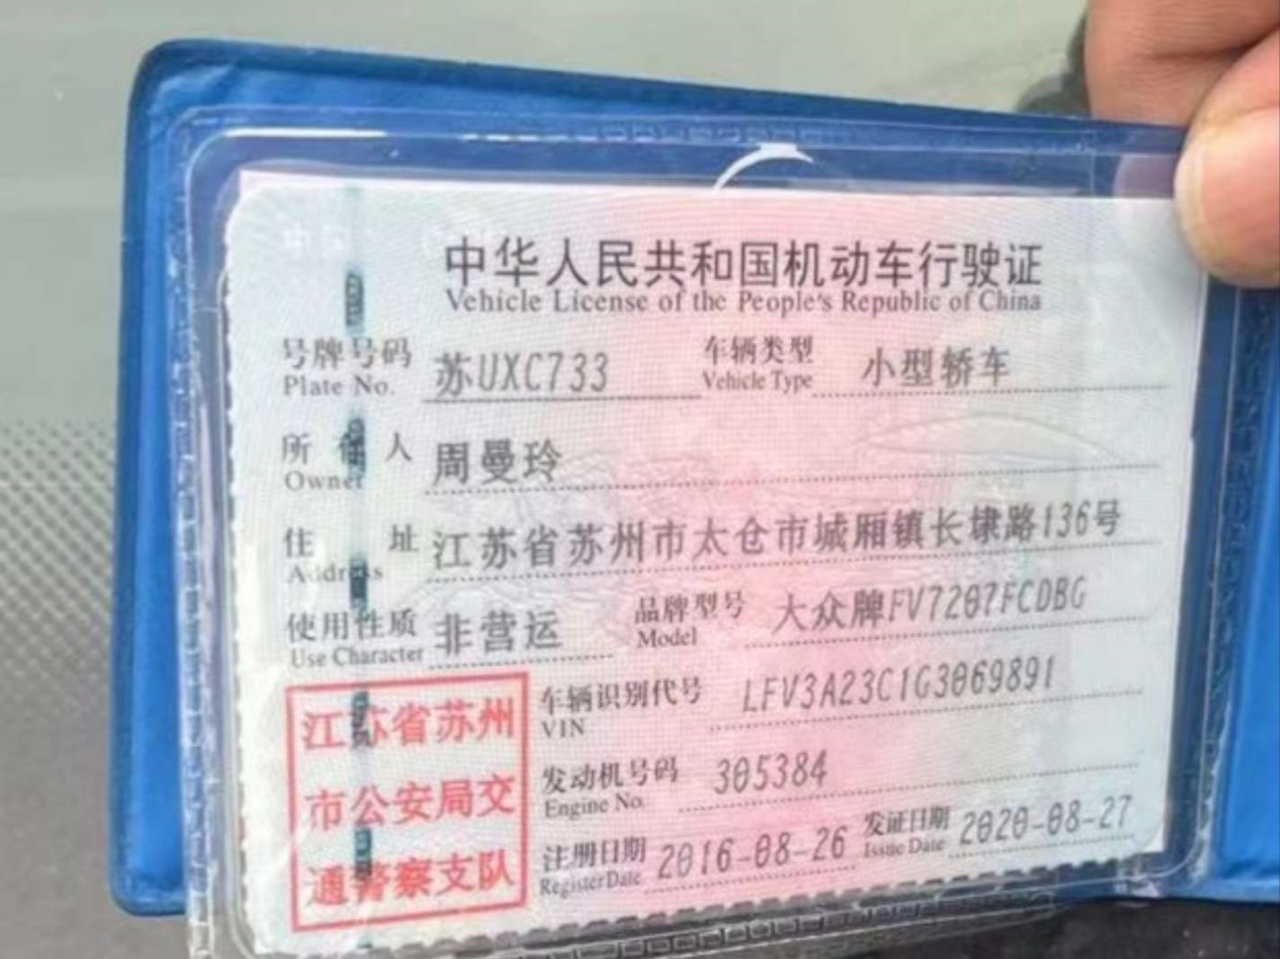 中华人民共和国机动车行驶证
Vehicle License of the People's Republic of China
号牌号码 苏UXC733 车辆类型 小型轿车
Plate No. Vehicle Type
所有人 周曼玲
Owner
住址 江苏省苏州市太仓市城厢镇长埭路136号
Address
使用性质 非营运 品牌型号 大众牌FV7207FCDBG
Use Character Model
车辆识别代号 LFV3A23C1G3069891
VIN
发动机号码 305384
Engine No.
注册日期 2016-08-26 发证日期 2020-08-27
Register Date Issue Date
江苏省苏州
市公安局交
通警察支队